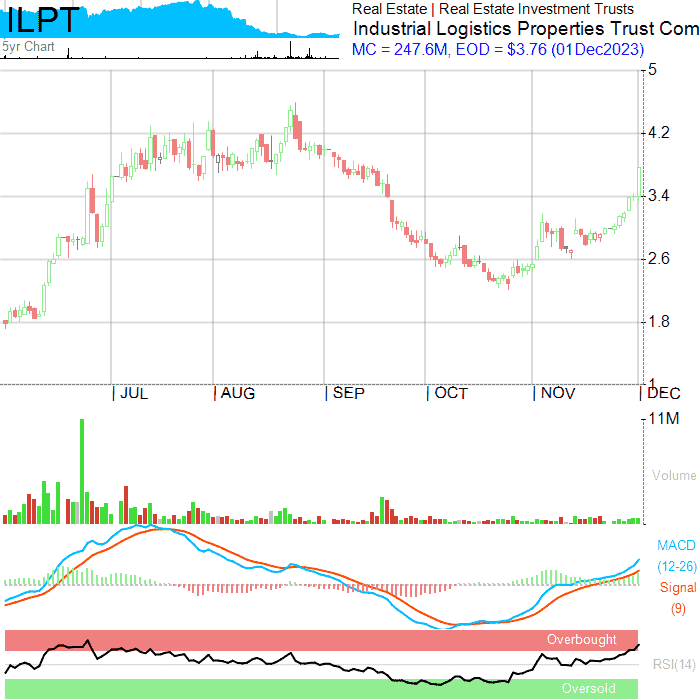 ILPT
5yr Chart
Real Estate | Real Estate Investment Trusts
Industrial Logistics Properties Trust Com
MC = 247.6M, EOD = $3.76 (01Dec2023)
5
4.2
3.4
2.6
1.8
1
JUL
AUG
SEP
OCT
NOV
DEC
11M
Volume
MACD
(12-26)
Signal
(9)
Overbought
RSI(14)
Oversold